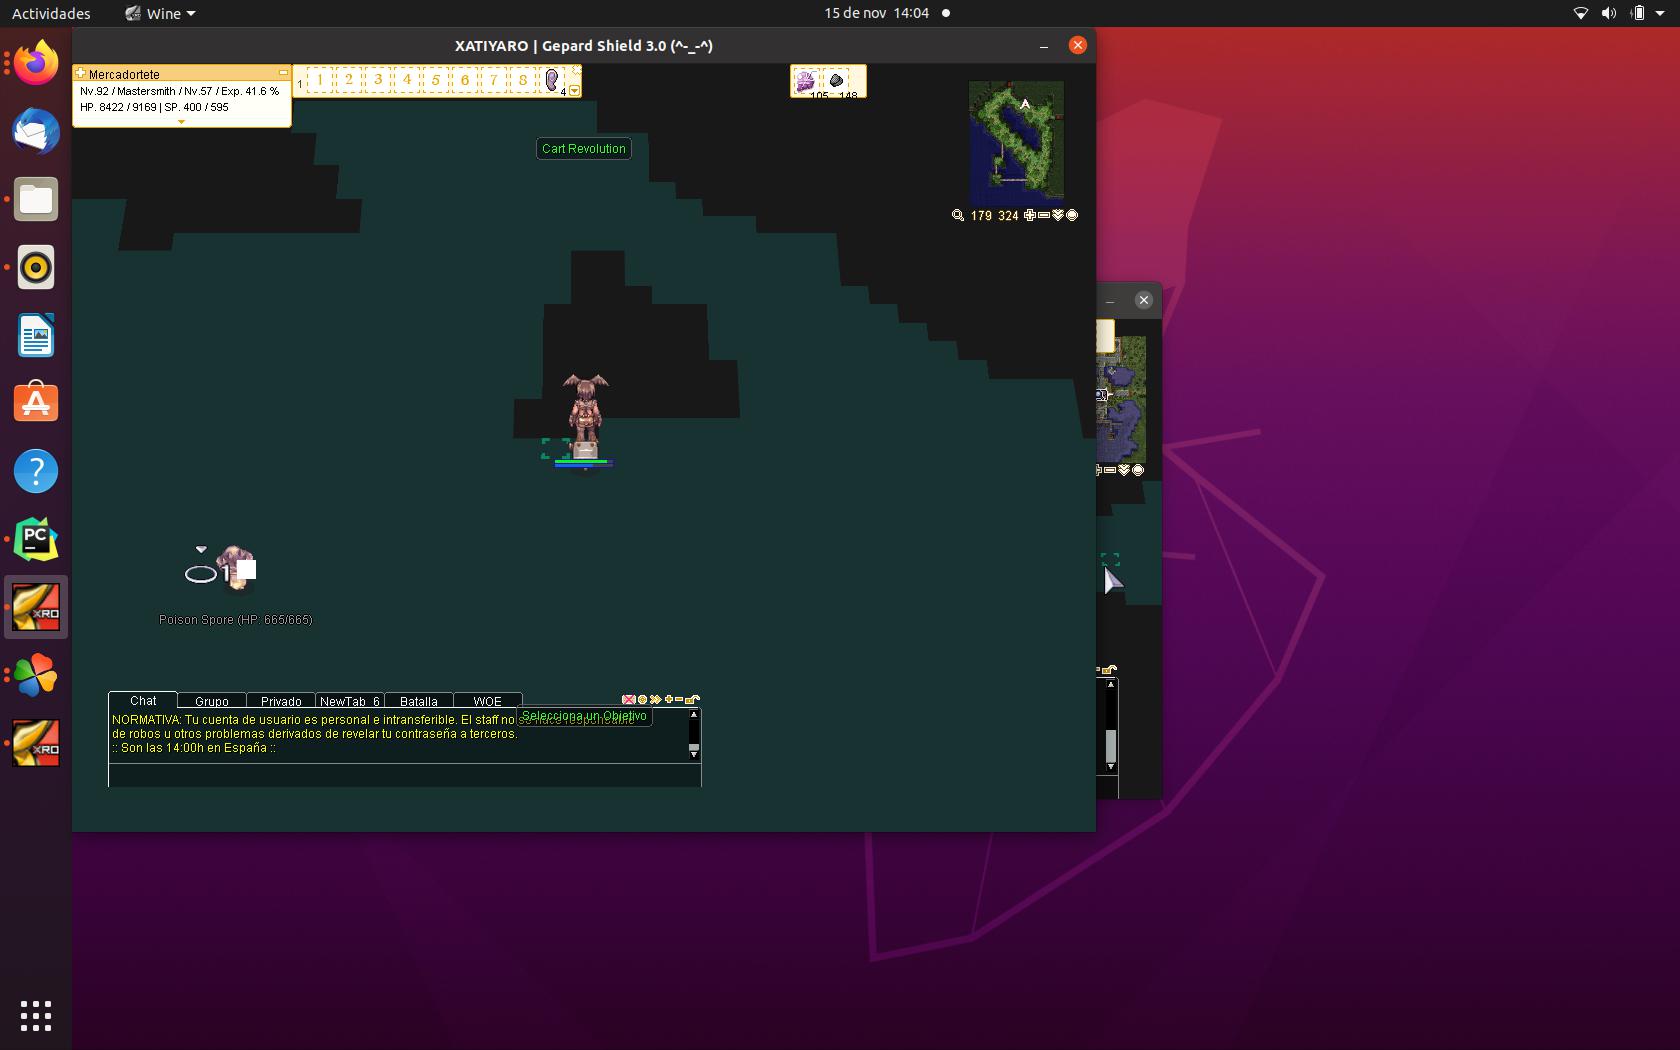 Actividades
Wine
15 de nov 14:04
XATIYARO | Gepard Shield 3.0 (^-_-^)
Mercadortete
Nv.92 / Mastersmith / Nv.57 / Exp. 41.6 %
HP. 8422 / 9169 | SP. 400 / 595
1 1 2 3 4 5 6 7 8 4
105 148
Cart Revolution
179 324
PC
XRO
XRO
1
Poison Spore (HP: 665/665)
Chat Grupo Privado NewTab_6 Batalla WOE
NORMATIVA: Tu cuenta de usuario es personal e intransferible. El staff no se hace responsable
Selecciona un Objetivo
de robos u otros problemas derivados de revelar tu contraseña a terceros.
:: Son las 14:00h en España ::